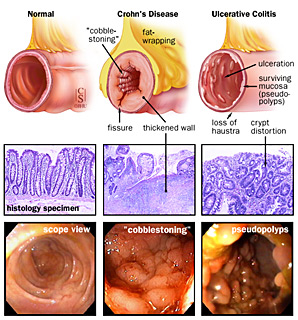 Normal
Crohn's Disease
Ulcerative Colitis
"cobble-
stoning"
fat-
wrapping
ulceration
surviving
mucosa
(pseudo-
polyps)
fissure
thickened wall
loss of
haustra
crypt
distortion
histology specimen
scope view
"cobblestoning"
pseudopolyps